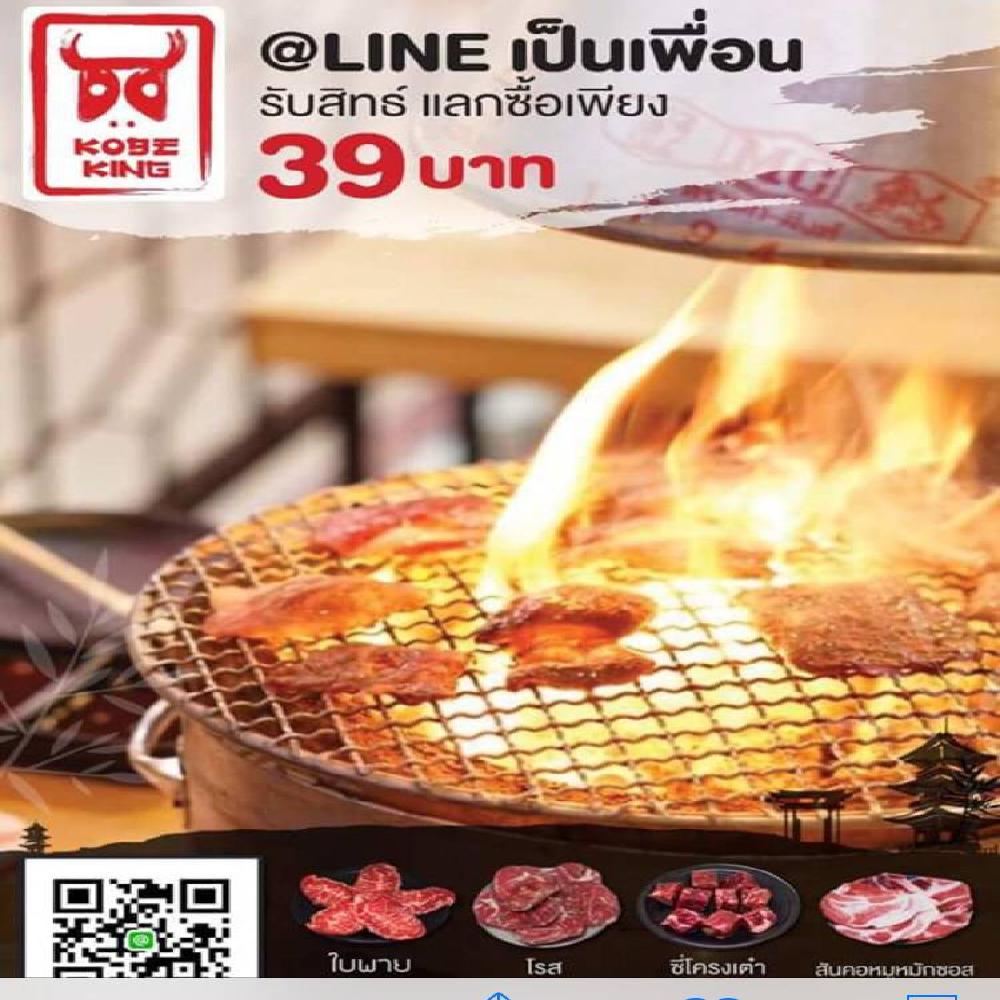 @LINE เป็นเพื่อน
รับสิทธิ์ แลกซื้อเพียง
39 บาท
KOBE
KING
ใบพาย
โรส
ซี่โครงเต๋า
สันคอหมูหมักซอส